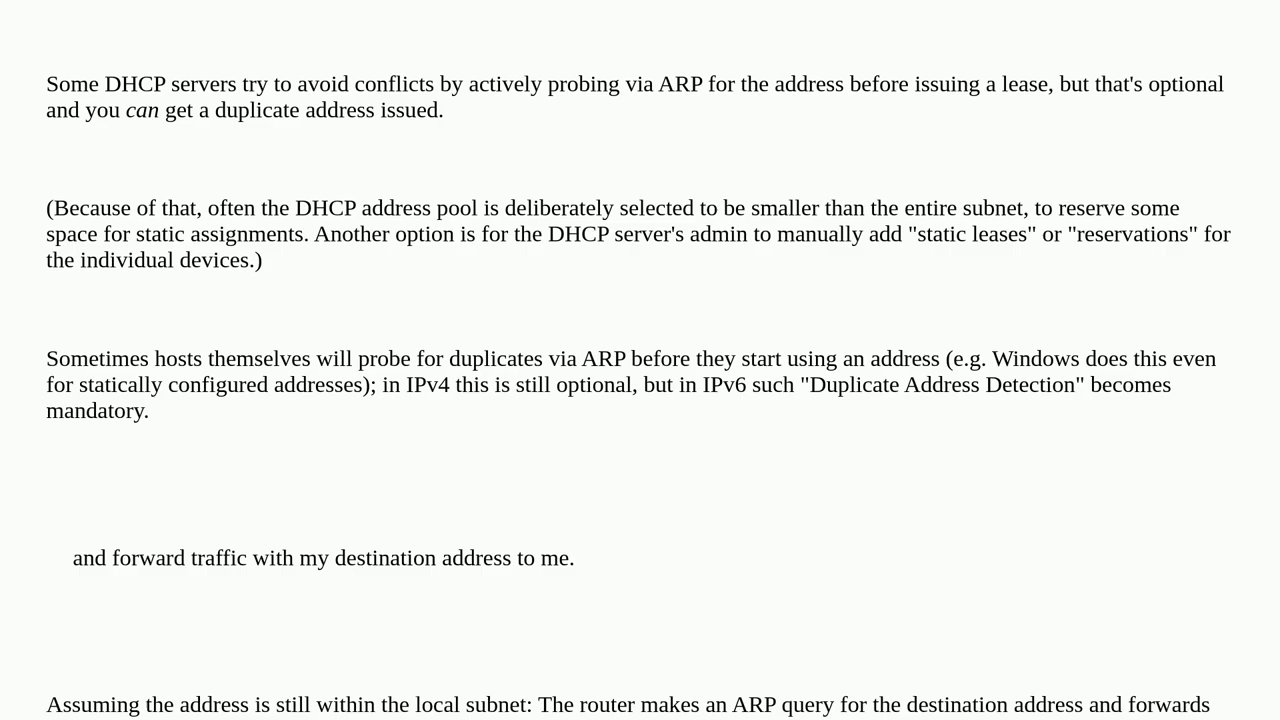 Some DHCP servers try to avoid conflicts by actively probing via ARP for the address before issuing a lease, but that's optional
and you can get a duplicate address issued.
(Because of that, often the DHCP address pool is deliberately selected to be smaller than the entire subnet, to reserve some
space for static assignments. Another option is for the DHCP server's admin to manually add "static leases" or "reservations" for
the individual devices.)
Sometimes hosts themselves will probe for duplicates via ARP before they start using an address (e.g. Windows does this even
for statically configured addresses); in IPv4 this is still optional, but in IPv6 such "Duplicate Address Detection" becomes
mandatory.
and forward traffic with my destination address to me.
Assuming the address is still within the local subnet: The router makes an ARP query for the destination address and forwards